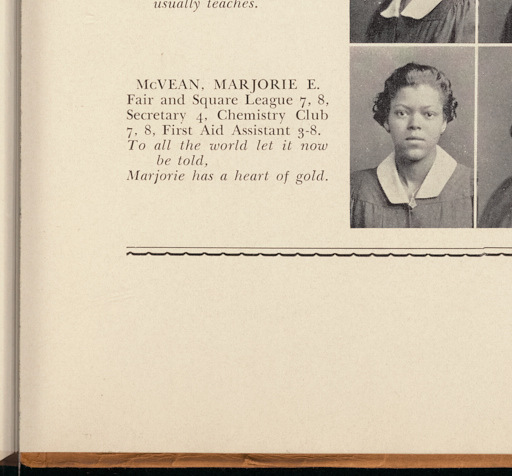 usually teaches.
McVEAN, MARJORIE E.
Fair and Square League 7, 8,
Secretary 4, Chemistry Club
7, 8, First Aid Assistant 3-8.
To all the world let it now
be told,
Marjorie has a heart of gold.